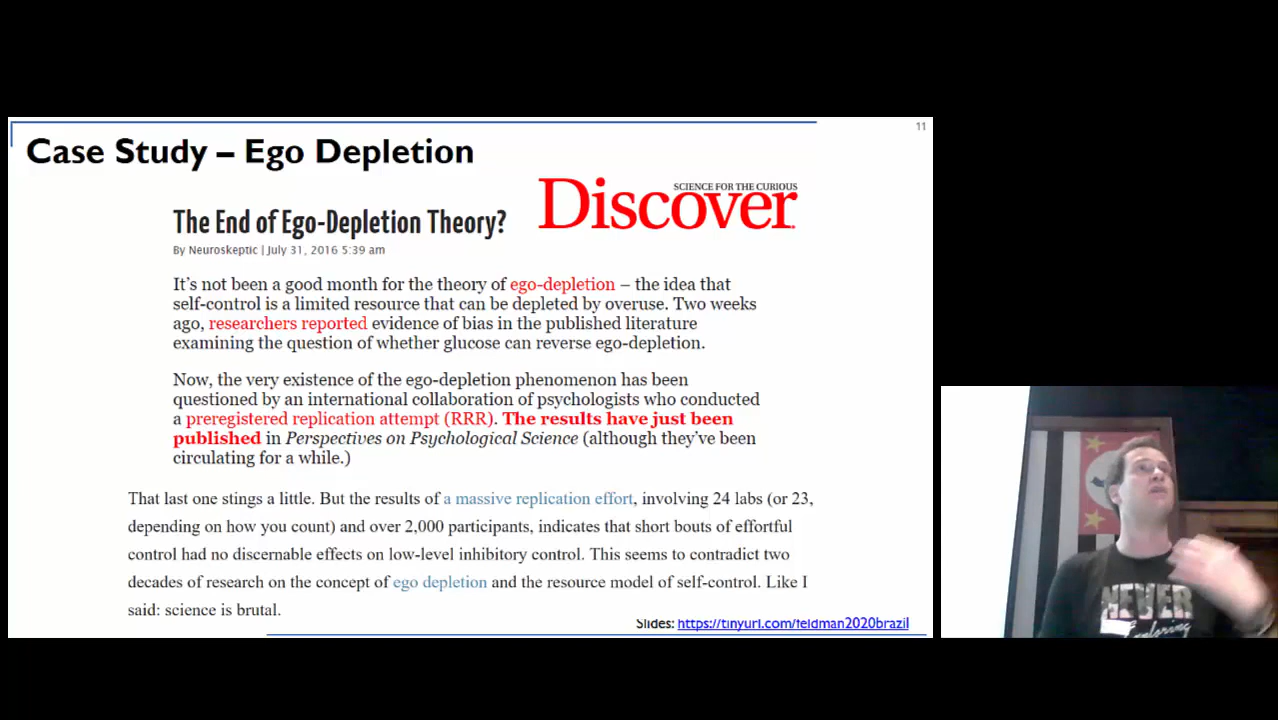 11
Case Study – Ego Depletion
SCIENCE FOR THE CURIOUS
Discover
The End of Ego-Depletion Theory?
By Neuroskeptic | July 31, 2016 5:39 am
It's not been a good month for the theory of ego-depletion – the idea that
self-control is a limited resource that can be depleted by overuse. Two weeks
ago, researchers reported evidence of bias in the published literature
examining the question of whether glucose can reverse ego-depletion.
Now, the very existence of the ego-depletion phenomenon has been
questioned by an international collaboration of psychologists who conducted
a preregistered replication attempt (RRR). The results have just been
published in Perspectives on Psychological Science (although they've been
circulating for a while.)
That last one stings a little. But the results of a massive replication effort, involving 24 labs (or 23,
depending on how you count) and over 2,000 participants, indicates that short bouts of effortful
control had no discernable effects on low-level inhibitory control. This seems to contradict two
decades of research on the concept of ego depletion and the resource model of self-control. Like I
said: science is brutal.
Slides: https://tinyurl.com/feldman2020brazil
NEVER
Exploring